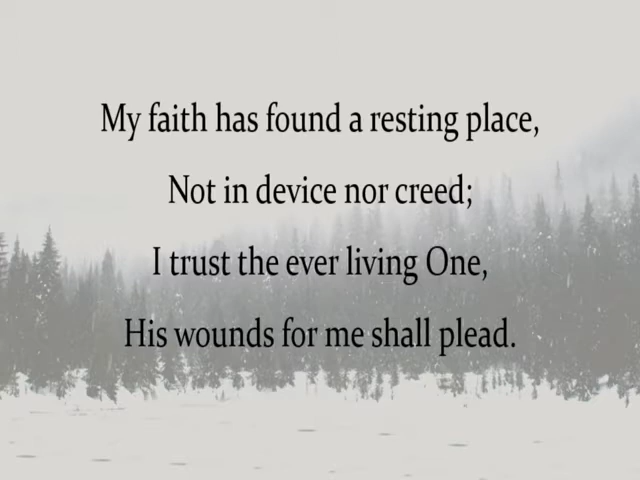 My faith has found a resting place,
Not in device nor creed;
I trust the ever living One,
His wounds for me shall plead.